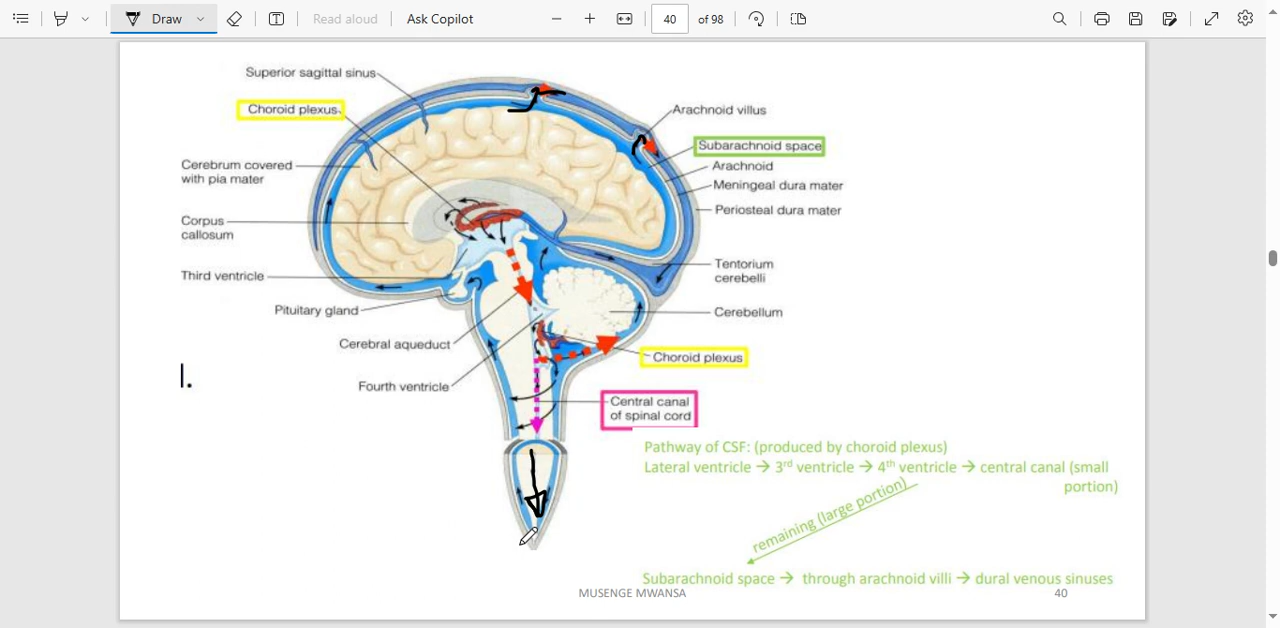 Draw
Read aloud
Ask Copilot
40
of 98
Superior sagittal sinus
Choroid plexus
Arachnoid villus
Subarachnoid space
Cerebrum covered
with pia mater
Arachnoid
Meningeal dura mater
Periosteal dura mater
Corpus
callosum
Third ventricle
Tentorium
cerebelli
Pituitary gland
Cerebellum
Cerebral aqueduct
Choroid plexus
Fourth ventricle
I.
Central canal
of spinal cord
Pathway of CSF: (produced by choroid plexus)
Lateral ventricle → 3rd ventricle → 4th ventricle → central canal (small
portion)
remaining (large portion)
Subarachnoid space → through arachnoid villi → dural venous sinuses
MUSENGE MWANSA
40